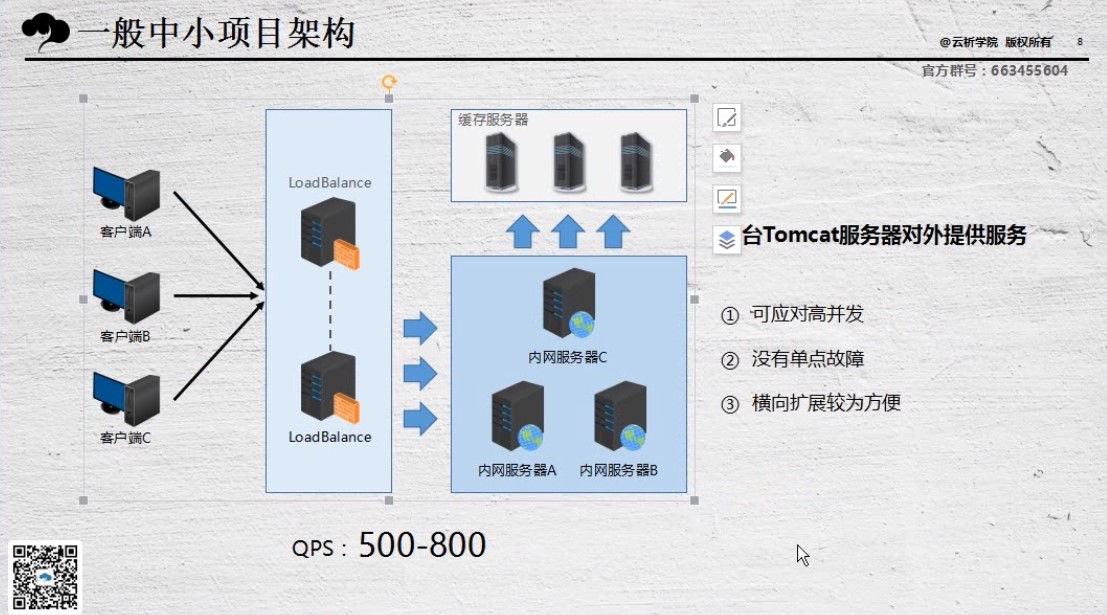 一般中小项目架构
@云析学院 版权所有 8
官方群号：663455604
缓存服务器
LoadBalance
客户端A
台Tomcat服务器对外提供服务
客户端B
① 可应对高并发
内网服务器C
② 没有单点故障
③ 横向扩展较为方便
客户端C
LoadBalance
内网服务器A
内网服务器B
QPS：500-800